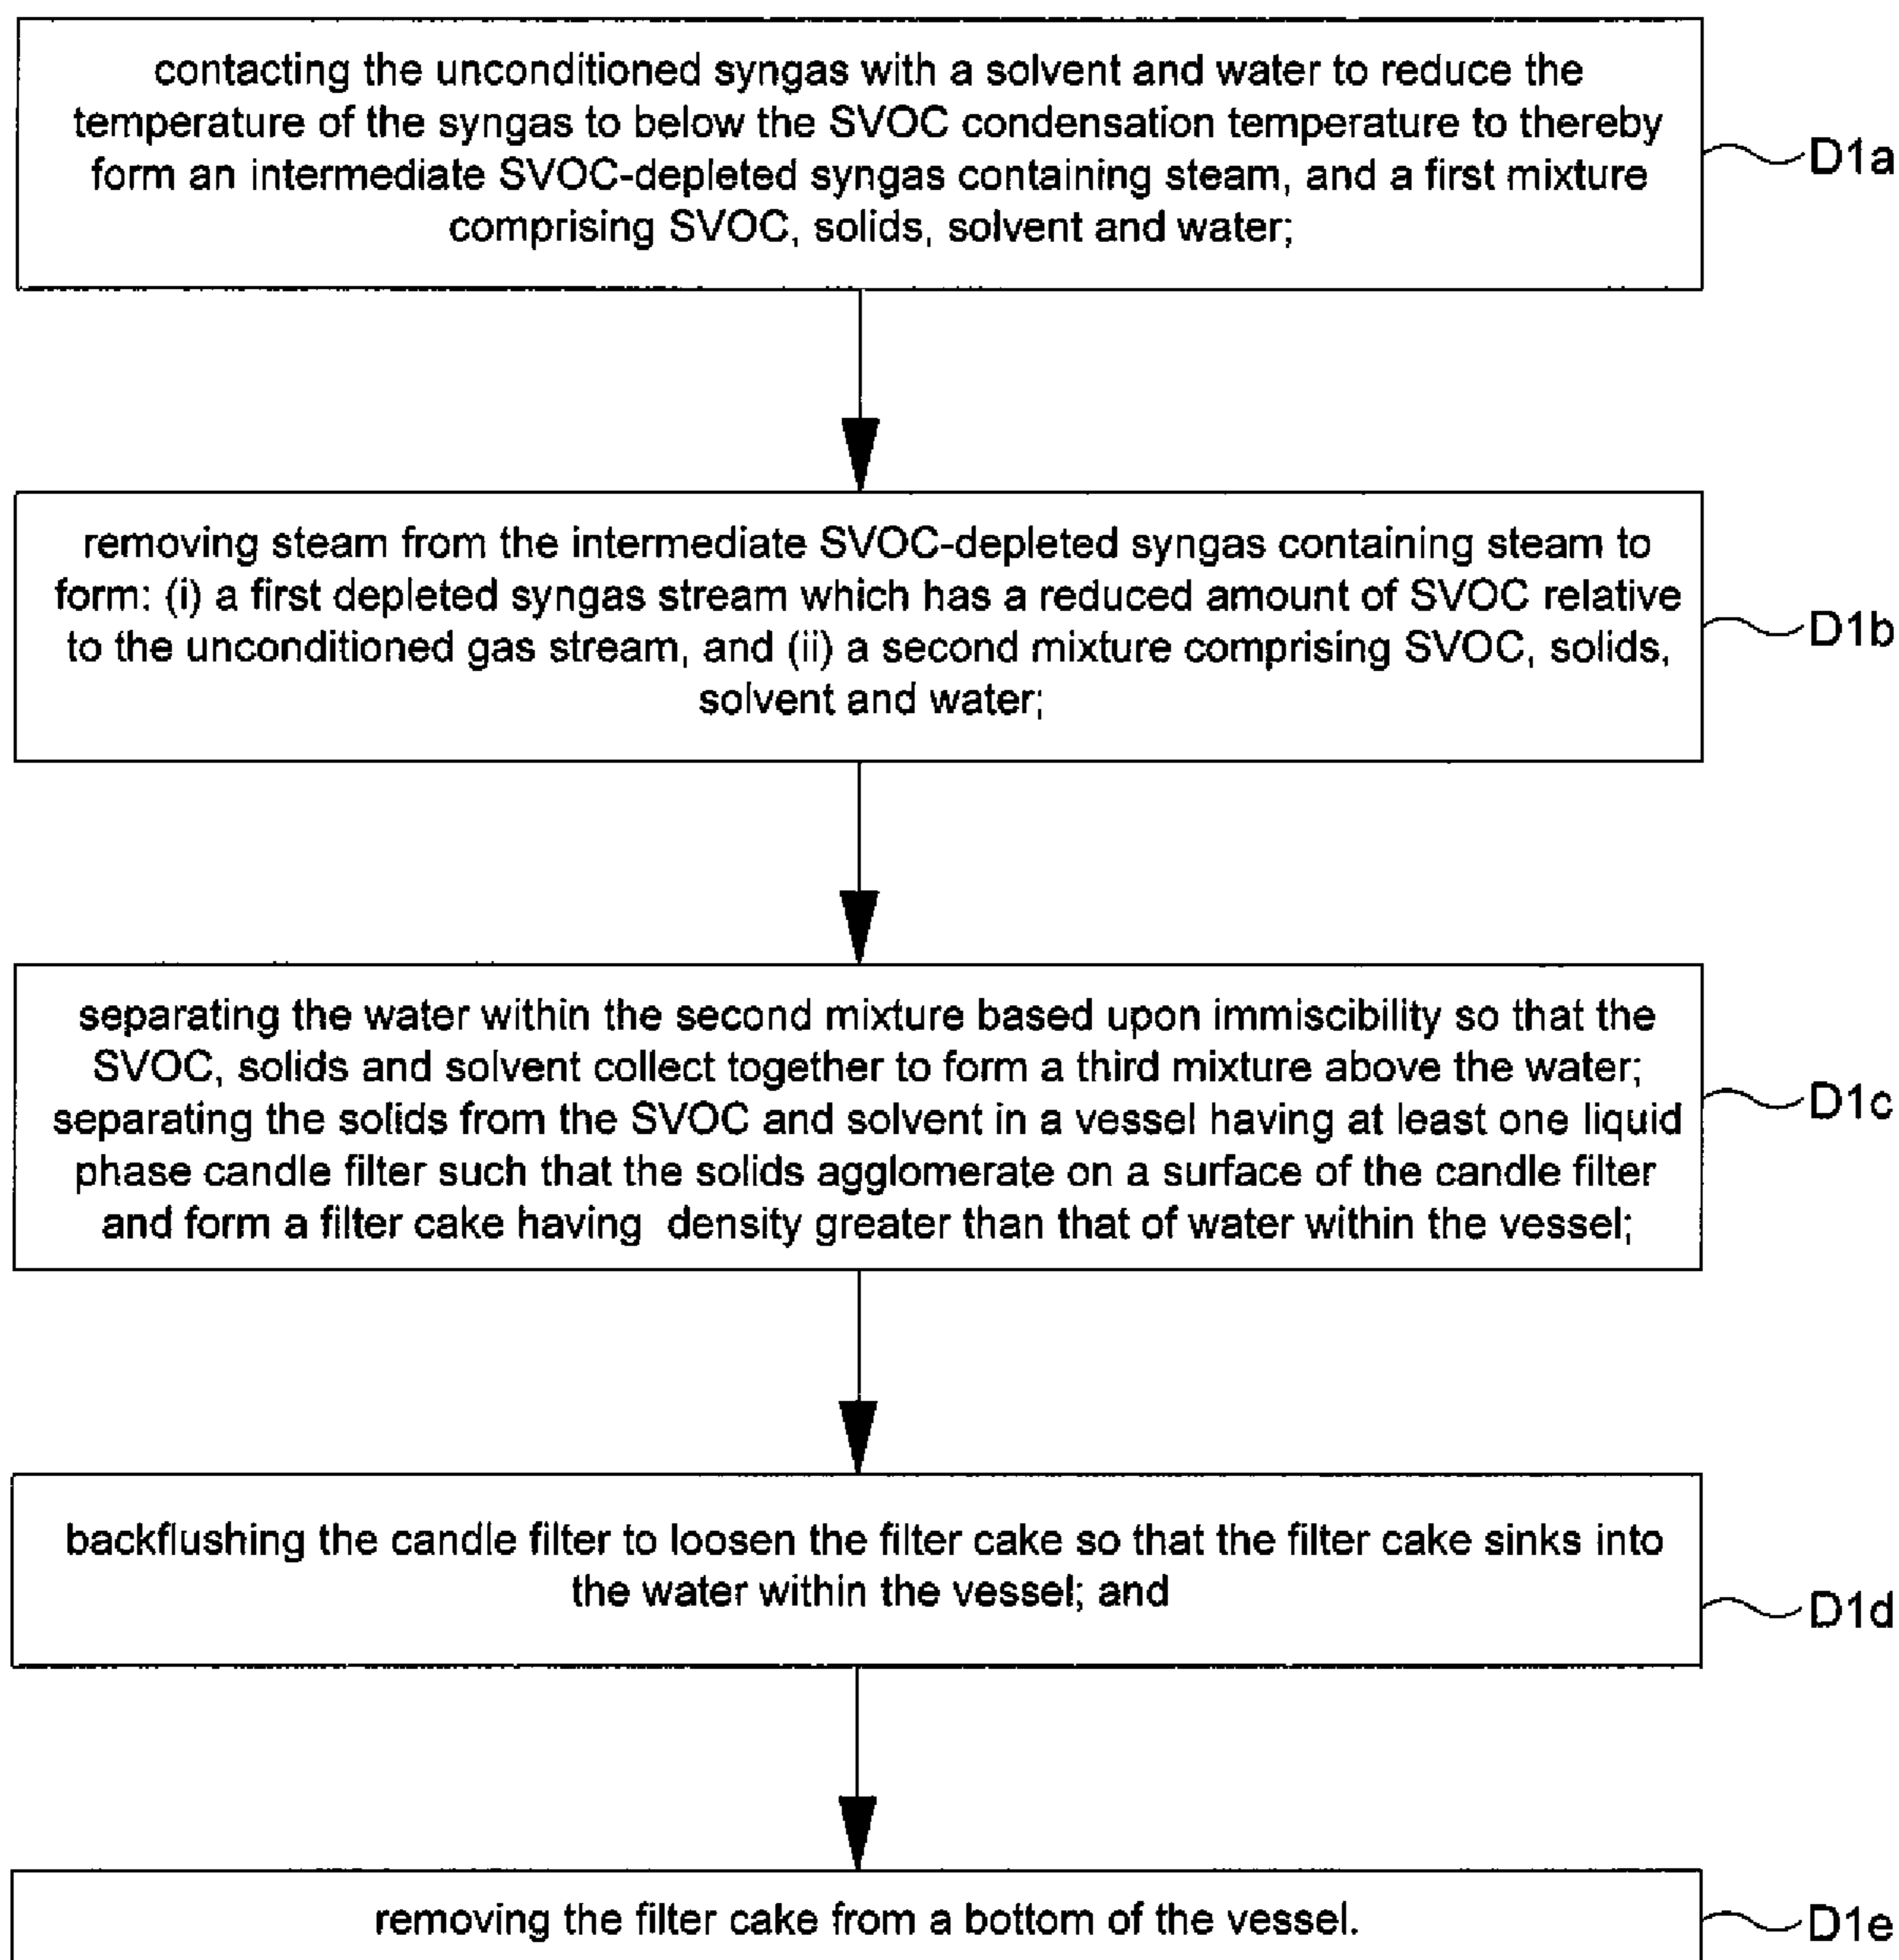 contacting the unconditioned syngas with a solvent and water to reduce the
temperature of the syngas to below the SVOC condensation temperature to thereby
form an intermediate SVOC-depleted syngas containing steam, and a first mixture
comprising SVOC, solids, solvent and water;
D1a
removing steam from the intermediate SVOC-depleted syngas containing steam to
form: (i) a first depleted syngas stream which has a reduced amount of SVOC relative
to the unconditioned gas stream, and (ii) a second mixture comprising SVOC, solids,
solvent and water;
D1b
separating the water within the second mixture based upon immiscibility so that the
SVOC, solids and solvent collect together to form a third mixture above the water;
separating the solids from the SVOC and solvent in a vessel having at least one liquid
phase candle filter such that the solids agglomerate on a surface of the candle filter
and form a filter cake having density greater than that of water within the vessel;
D1c
backflushing the candle filter to loosen the filter cake so that the filter cake sinks into
the water within the vessel; and
D1d
removing the filter cake from a bottom of the vessel.
D1e